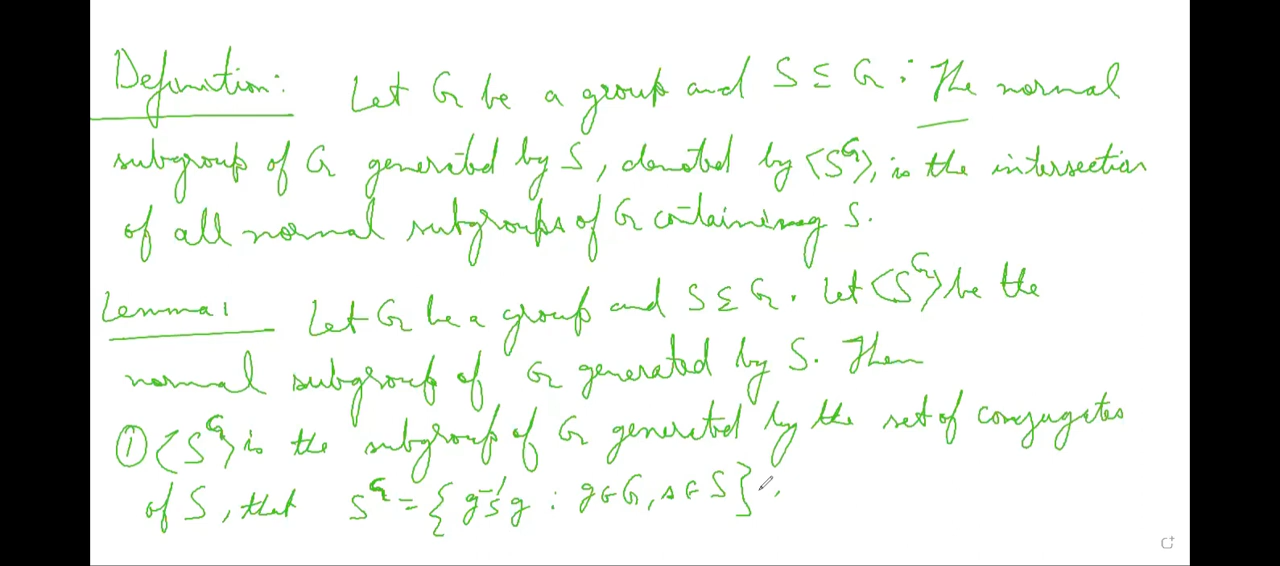 Definition: Let G be a group and S ⊆ G. The normal
subgroup of G generated by S, denoted by ⟨S^G⟩, is the intersection
of all normal subgroups of G containing S.
Lemma: Let G be a group and S ⊆ G. Let ⟨S^G⟩ be the
normal subgroup of G generated by S. Then
① ⟨S^G⟩ is the subgroup of G generated by the set of conjugates
of S, that S^G = { g^{-1} s g : g ∈ G, s ∈ S }.